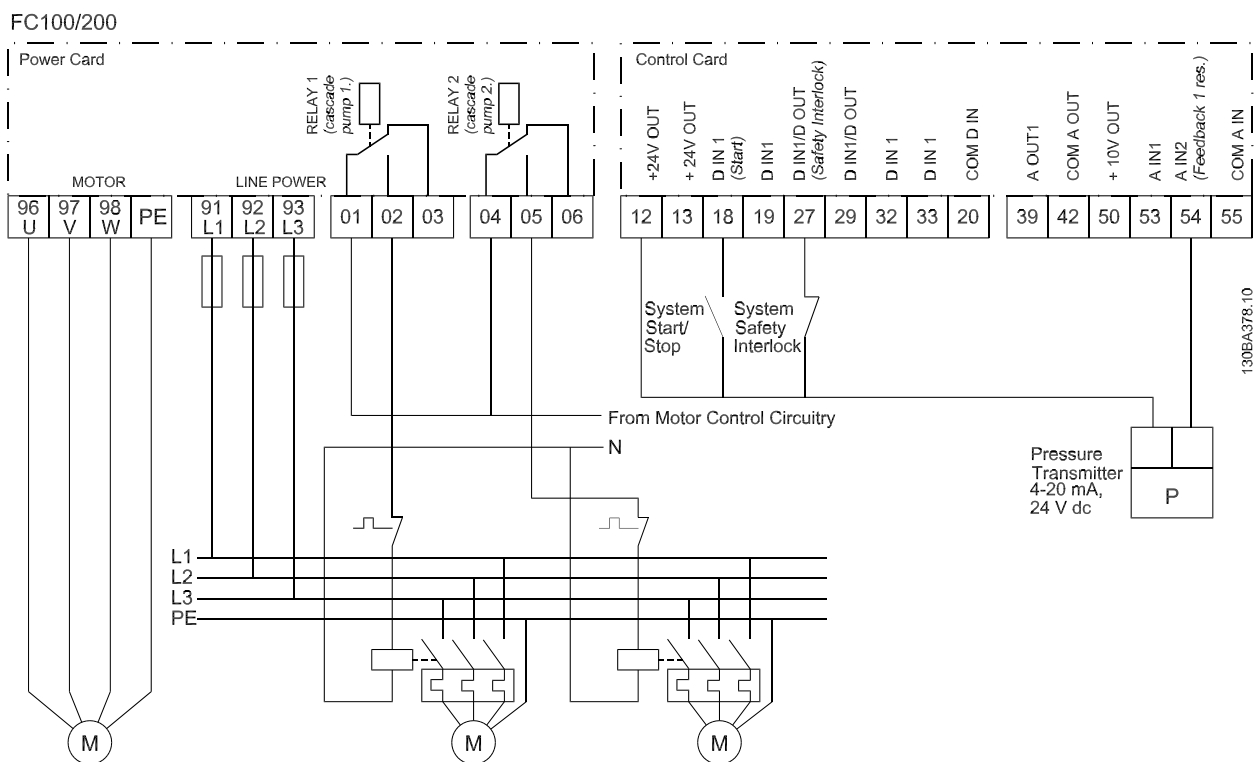 FC100/200
Power Card
Control Card
RELAY 1
(cascade
pump 1.)
RELAY 2
(cascade
pump 2.)
+24V OUT
+ 24V OUT
D IN 1
(Start)
D IN1
D IN1/D OUT
(Safety Interlock)
D IN1/D OUT
D IN 1
D IN 1
COM D IN
A OUT1
COM A OUT
+ 10V OUT
A IN1
A IN2
(Feedback 1 res.)
COM A IN
MOTOR
LINE POWER
96 97 98 PE
U V W
91 92 93
L1 L2 L3
01 02 03
04 05 06
12 13 18 19 27 29 32 33 20
39 42 50 53 54 55
System
Start/
Stop
System
Safety
Interlock
130BA378.10
From Motor Control Circuitry
N
Pressure
Transmitter
4-20 mA,
24 V dc
P
L1
L2
L3
PE
M
M
M